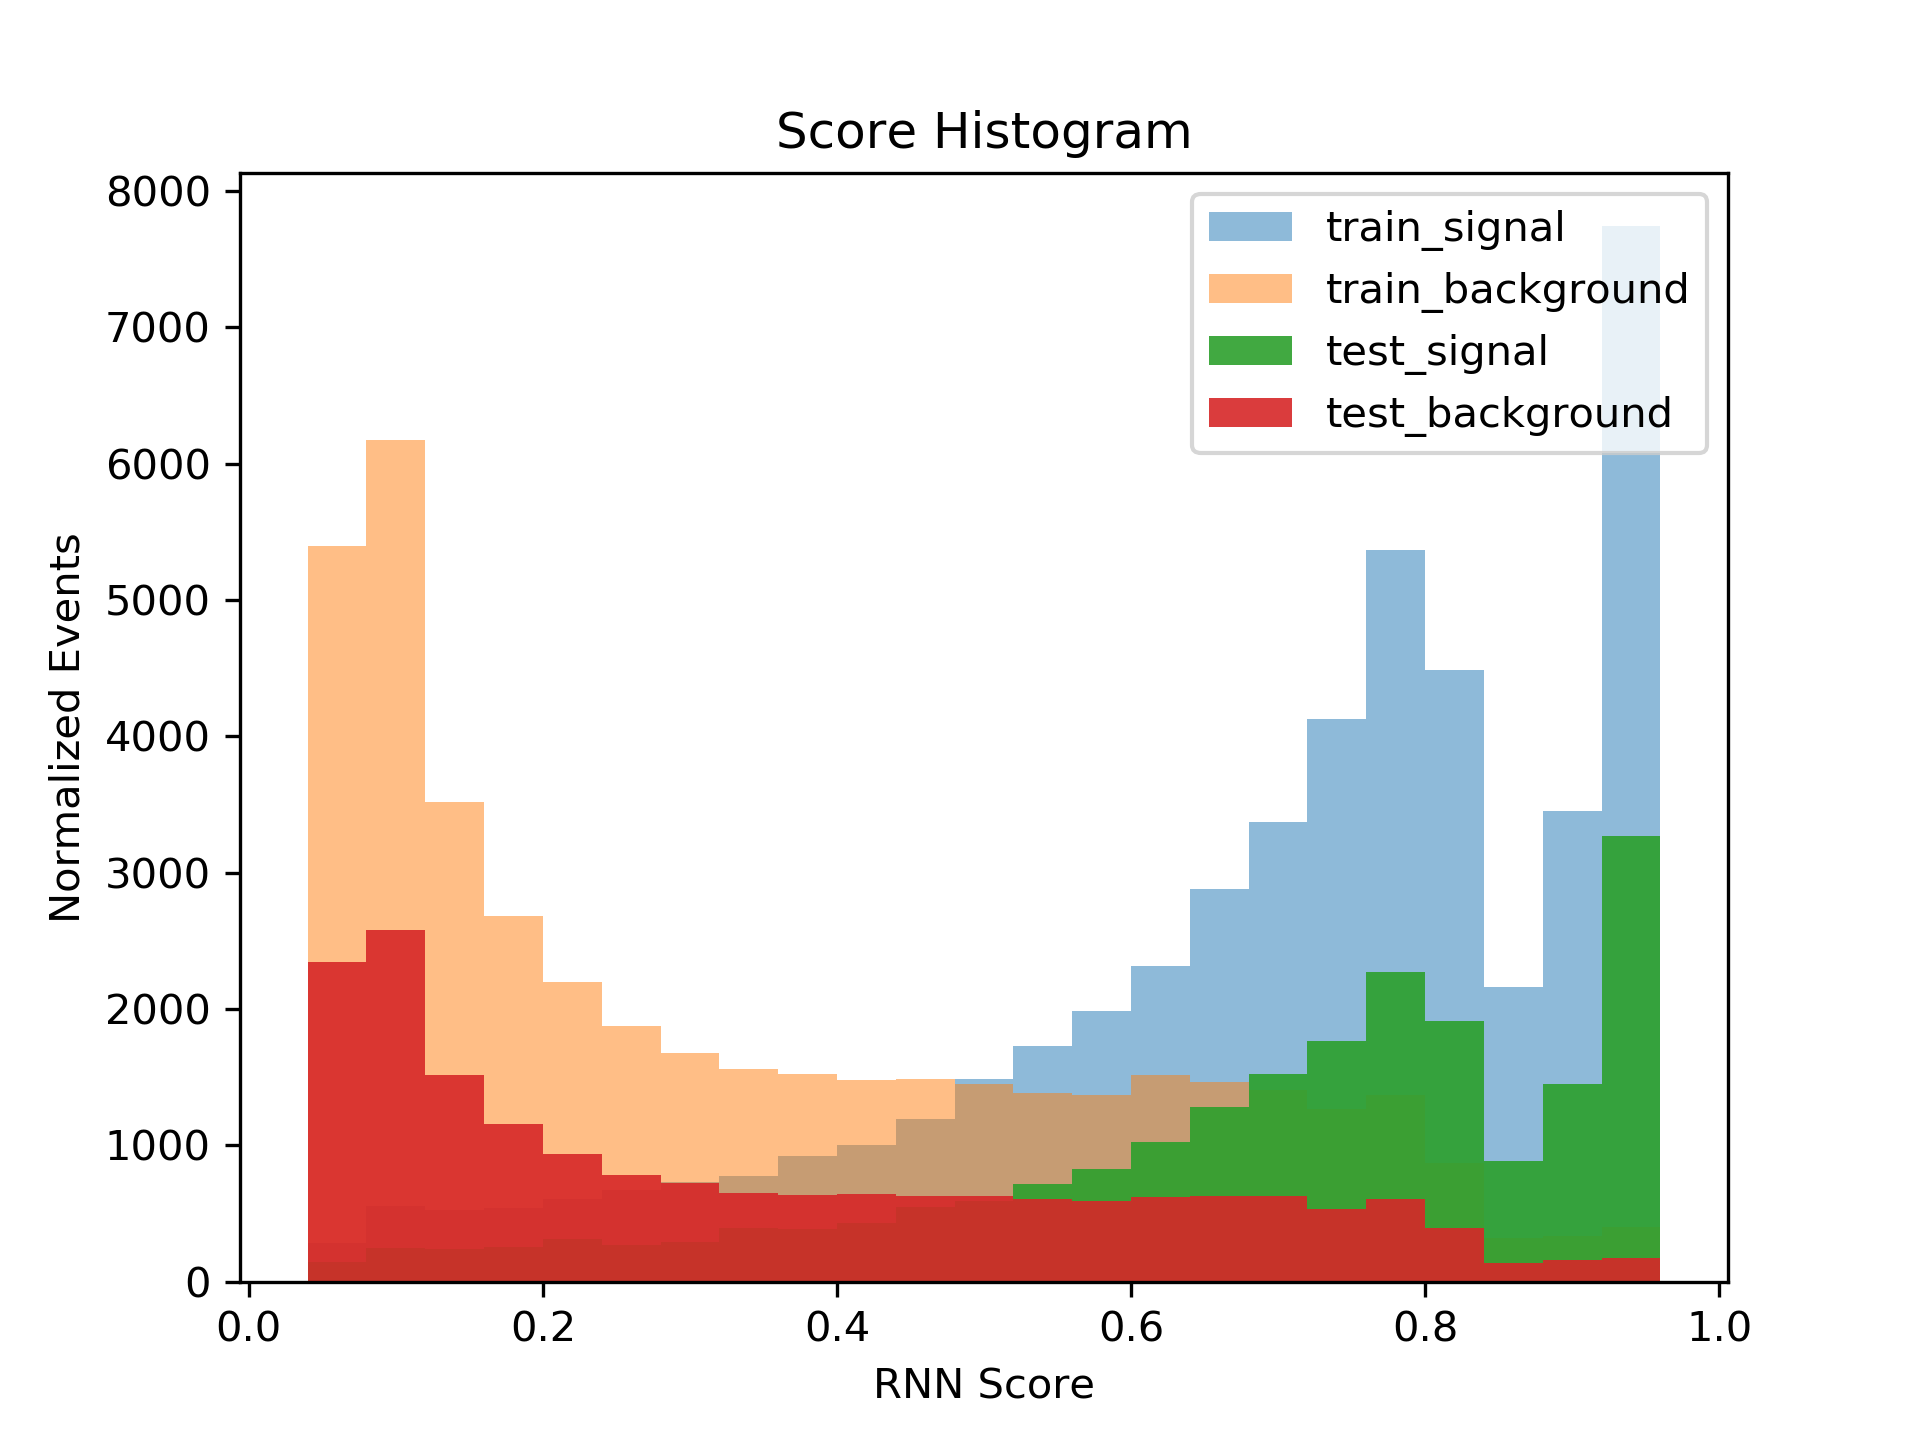 Score Histogram
8000
7000
6000
5000
4000
3000
2000
1000
0
Normalized Events
train_signal
train_background
test_signal
test_background
0.0 0.2 0.4 0.6 0.8 1.0
RNN Score